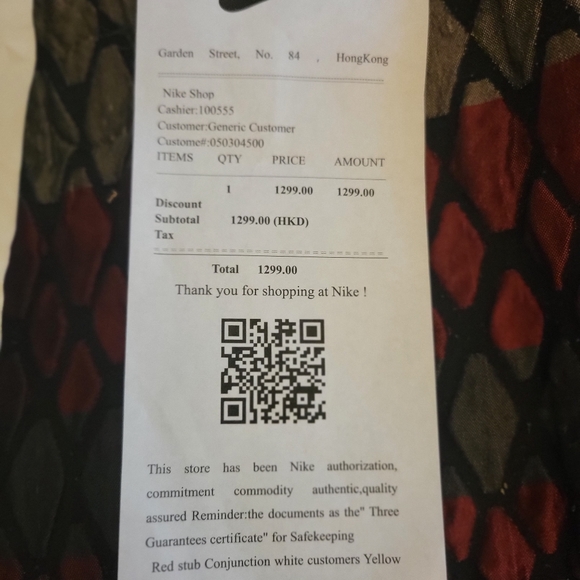 Garden Street, No. 84 , HongKong
Nike Shop
Cashier:100555
Customer:Generic Customer
Custome#:050304500
ITEMS QTY PRICE AMOUNT
1 1299.00 1299.00
Discount
Subtotal 1299.00 (HKD)
Tax
Total 1299.00
Thank you for shopping at Nike !
This store has been Nike authorization,
commitment commodity authentic,quality
assured Reminder:the documents as the" Three
Guarantees certificate" for Safekeeping
Red stub Conjunction white customers Yellow